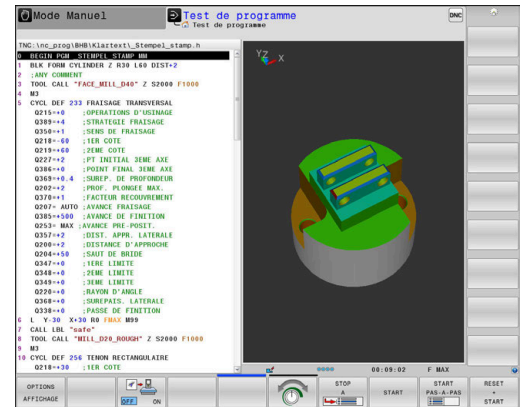 Mode Manuel
Test de programme
Test de programme
DNC
TNC:\nc_prog\BHB\Klartext\_Stempel_stamp.h
0 BEGIN PGM _STEMPEL_STAMP MM
1 BLK FORM CYLINDER Z R30 L60 DIST+2
2 ;ANY COMMENT
3 TOOL CALL "FACE_MILL_D40" Z S2000 F1000
4 M3
5 CYCL DEF 233 FRAISAGE TRANSVERSAL
Q215=+0 ;OPERATIONS D'USINAGE
Q389=+4 ;STRATEGIE FRAISAGE
Q350=+1 ;SENS DE FRAISAGE
Q218=-60 ;1ER COTE
Q219=+60 ;2EME COTE
Q227=+2 ;PT INITIAL 3EME AXE
Q386=+0 ;POINT FINAL 3EME AXE
Q369=+0.4 ;SUREP. DE PROFONDEUR
Q202=+2 ;PROF. PLONGEE MAX.
Q370=+1 ;FACTEUR RECOUVREMENT
Q207= AUTO ;AVANCE FRAISAGE
Q385=+500 ;AVANCE DE FINITION
Q253= MAX ;AVANCE PRE-POSIT.
Q357=+2 ;DIST. APPR. LATERALE
Q200=+2 ;DISTANCE D'APPROCHE
Q204=+50 ;SAUT DE BRIDE
Q347=+0 ;1ERE LIMITE
Q348=+0 ;2EME LIMITE
Q349=+0 ;3EME LIMITE
Q220=+0 ;RAYON D'ANGLE
Q368=+0 ;SUREPAIS. LATERALE
Q338=+0 ;PASSE DE FINITION
6 L Y-30 X+30 R0 FMAX M99
7 CALL LBL "safe"
8 TOOL CALL "MILL_D20_ROUGH" Z S2000 F1000
9 M3
10 CYCL DEF 256 TENON RECTANGULAIRE
Q218=+30 ;1ER COTE
YZ X
00:09:02 F MAX
OPTIONS
AFFICHAGE
OFF ON
STOP
A
START
START
PAS-A-PAS
RESET
+
START